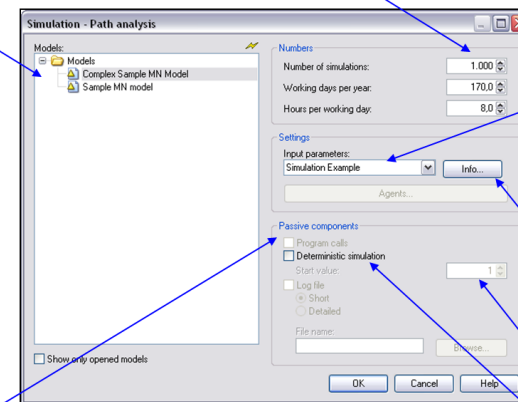 Simulation - Path analysis
Models:
Models
Complex Sample MN Model
Sample MN model
Show only opened models
Numbers
Number of simulations: 1.000
Working days per year: 170,0
Hours per working day: 8,0
Settings
Input parameters:
Simulation Example
Info...
Agents...
Passive components
Program calls
Deterministic simulation
Start value: 1
Log file
Short
Detailed
File name:
Browse...
OK Cancel Help